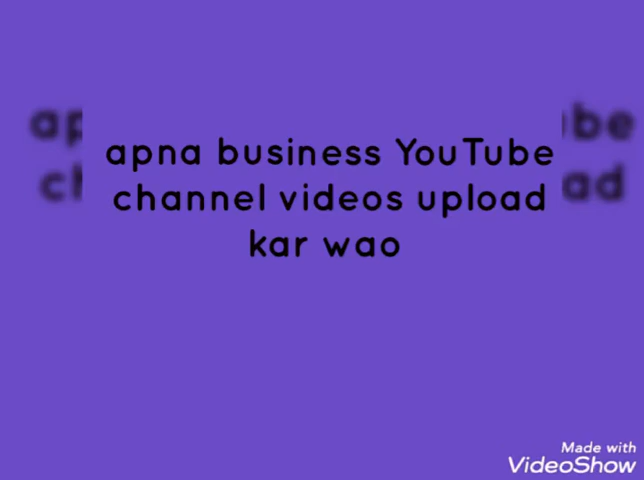 apna business YouTube
channel videos upload
kar wao
Made with
VideoShow